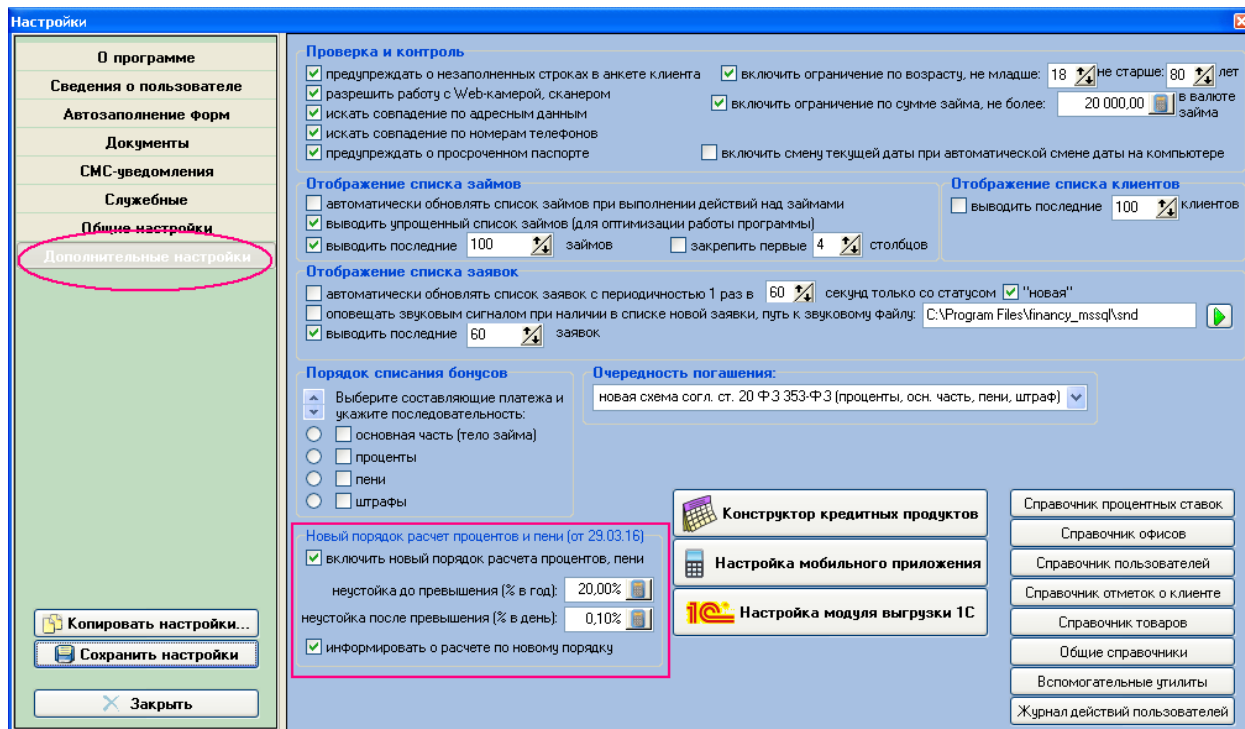 Настройки
О программе
Сведения о пользователе
Автозаполнение форм
Документы
СМС-уведомления
Служебные
Общие настройки
Дополнительные настройки
Копировать настройки...
Сохранить настройки
Закрыть
Проверка и контроль
предупреждать о незаполненных строках в анкете клиента
включить ограничение по возрасту, не младше: 18 не старше: 80 лет
разрешить работу с Web-камерой, сканером
включить ограничение по сумме займа, не более: 20 000,00 в валюте займа
искать совпадение по адресным данным
искать совпадение по номерам телефонов
предупреждать о просроченном паспорте
включить смену текущей даты при автоматической смене даты на компьютере
Отображение списка займов
автоматически обновлять список займов при выполнении действий над займами
выводить упрощенный список займов (для оптимизации работы программы)
выводить последние 100 займов закрепить первые 4 столбцов
Отображение списка клиентов
выводить последние 100 клиентов
Отображение списка заявок
автоматически обновлять список заявок с периодичностью 1 раз в 60 секунд только со статусом "новая"
оповещать звуковым сигналом при наличии в списке новой заявки, путь к звуковому файлу: C:\Program Files\financy_mssql\snd
выводить последние 60 заявок
Порядок списания бонусов
Выберите составляющие платежа и
укажите последовательность:
основная часть (тело займа)
проценты
пени
штрафы
Очередность погашения:
новая схема согл. ст. 20 ФЗ 353-ФЗ (проценты, осн. часть, пени, штраф)
Новый порядок расчет процентов и пени (от 29.03.16)
включить новый порядок расчета процентов, пени
неустойка до превышения (% в год): 20,00%
неустойка после превышения (% в день): 0,10%
информировать о расчете по новому порядку
Конструктор кредитных продуктов
Настройка мобильного приложения
1С Настройка модуля выгрузки 1С
Справочник процентных ставок
Справочник офисов
Справочник пользователей
Справочник отметок о клиенте
Справочник товаров
Общие справочники
Вспомогательные утилиты
Журнал действий пользователей